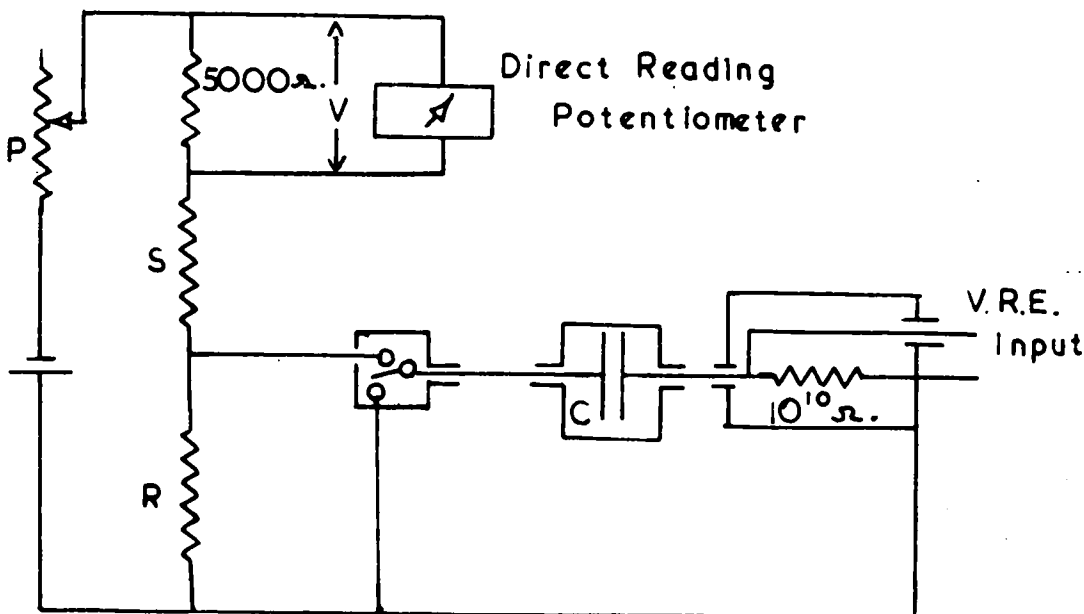 5000Ω.
V
Direct Reading
Potentiometer
P
S
V.R.E.
Input
C
10¹⁰Ω.
R